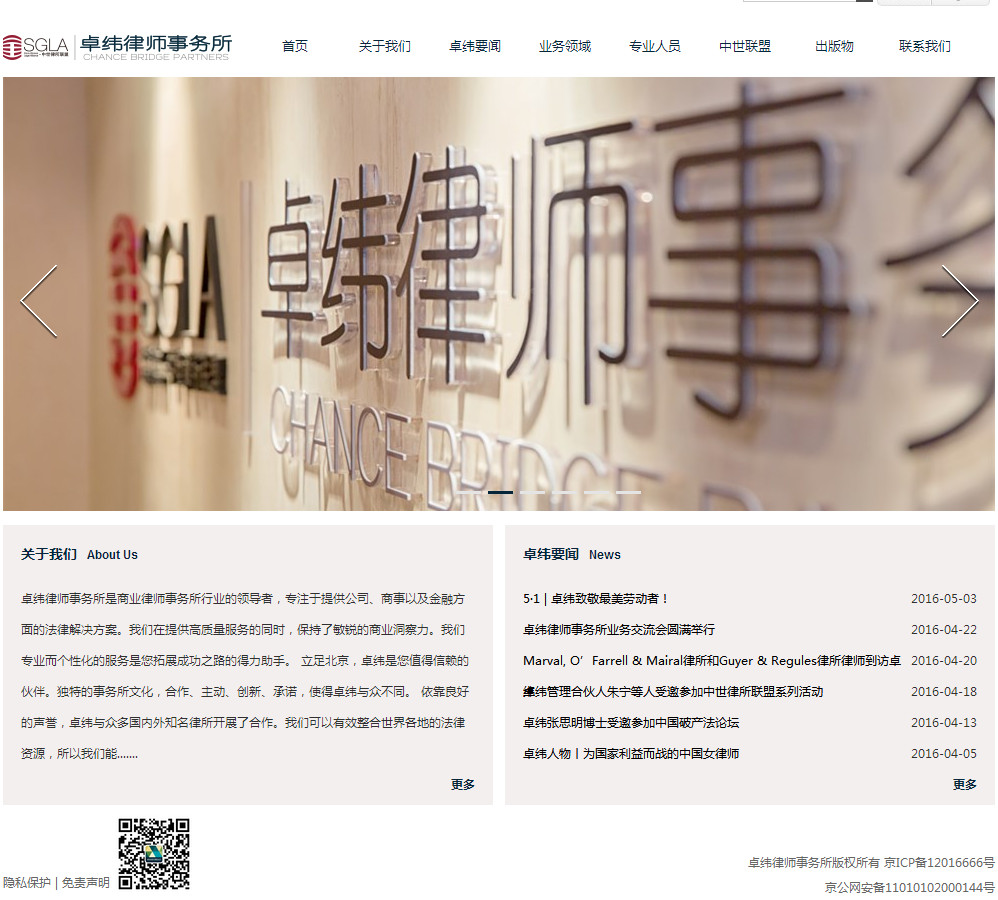 SGLA 卓纬律师事务所
CHANCE BRIDGE PARTNERS
首页 关于我们 卓纬要闻 业务领域 专业人员 中世联盟 出版物 联系我们
SGLA 卓纬律师事
CHANCE BRIDGE
关于我们 About Us
卓纬律师事务所是商业律师事务所行业的领导者，专注于提供公司、商事以及金融方
面的法律解决方案。我们在提供高质量服务的同时，保持了敏锐的商业洞察力。我们
专业而个性化的服务是您拓展成功之路的得力助手。 立足北京，卓纬是您值得信赖的
伙伴。独特的事务所文化，合作、主动、创新、承诺，使得卓纬与众不同。 依靠良好
的声誉，卓纬与众多国内外知名律所开展了合作。我们可以有效整合世界各地的法律
资源，所以我们能.......
更多
卓纬要闻 News
5·1 | 卓纬致敬最美劳动者！ 2016-05-03
卓纬律师事务所业务交流会圆满举行 2016-04-22
Marval, O’Farrell & Mairal律所和Guyer & Regules律所律师到访卓 2016-04-20
纬管理合伙人朱宁等人受邀参加中世律所联盟系列活动 2016-04-18
卓纬张思明博士受邀参加中国破产法论坛 2016-04-13
卓纬人物丨为国家利益而战的中国女律师 2016-04-05
更多
隐私保护 | 免责声明
卓纬律师事务所版权所有 京ICP备12016666号
京公网安备11010102000144号